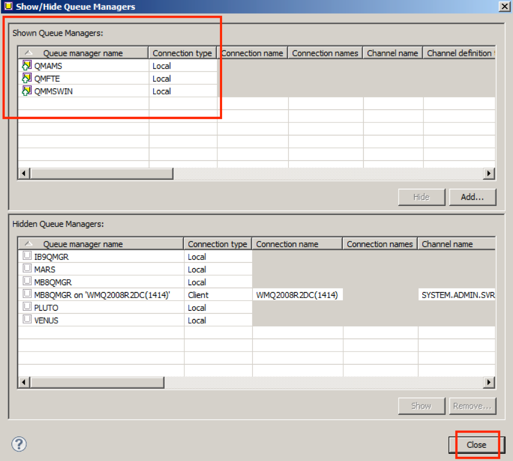 Show/Hide Queue Managers
Shown Queue Managers:
Queue manager name Connection type Connection name Connection names Channel name Channel definition
QMAMS Local
QMFTE Local
QMMSWIN Local
Hide Add...
Hidden Queue Managers:
Queue manager name Connection type Connection name Connection names Channel name
IB9QMGR Local
MARS Local
MB8QMGR Local
MB8QMGR on 'WMQ2008R2DC(1414)' Client WMQ2008R2DC(1414) SYSTEM.ADMIN.SVR
PLUTO Local
VENUS Local
Show Remove...
? Close